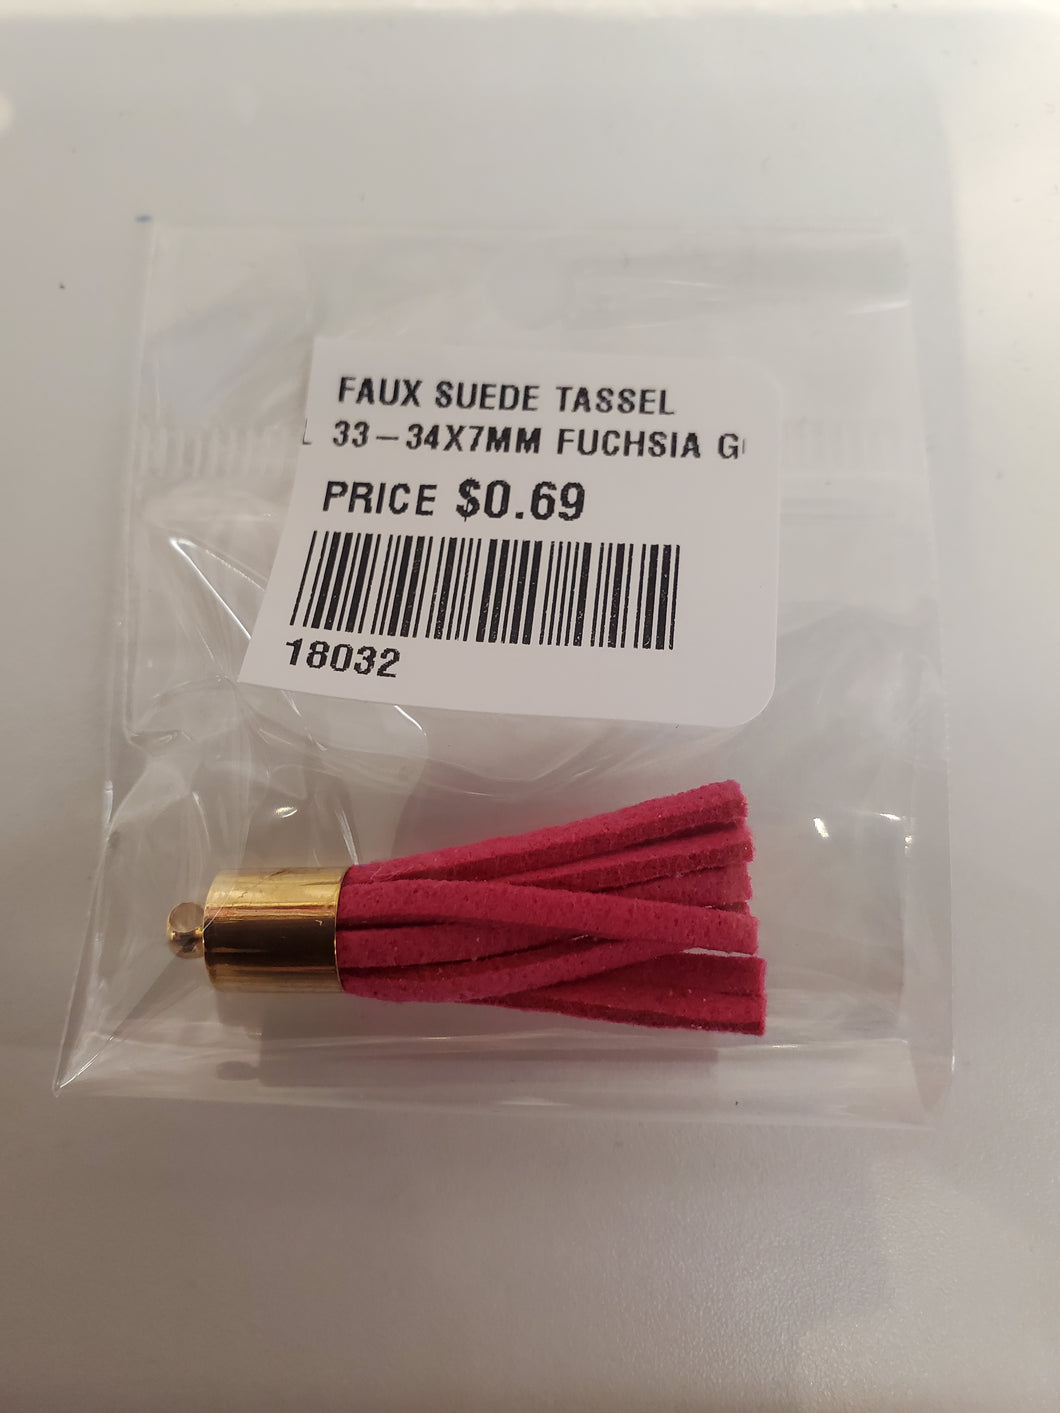 FAUX SUEDE TASSEL
33-34X7MM FUCHSIA
PRICE $0.69
18032